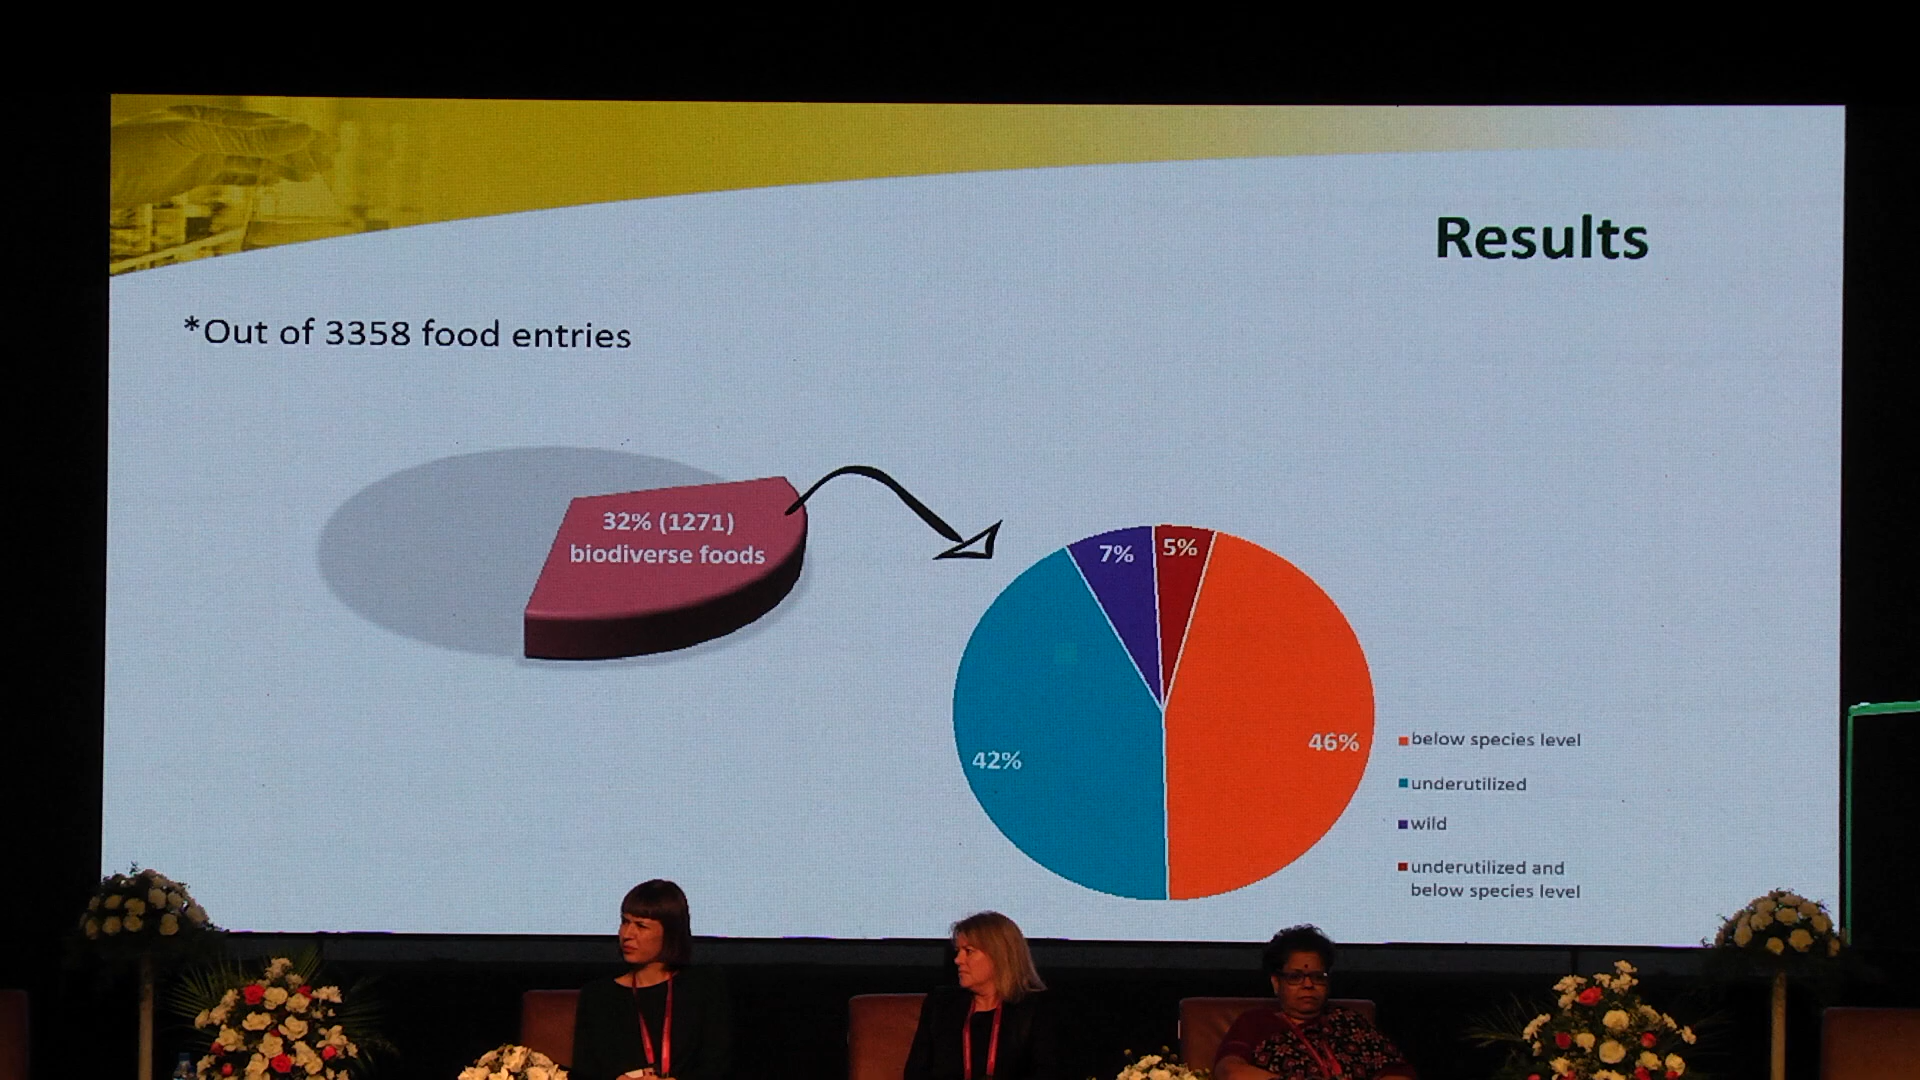 Results
*Out of 3358 food entries
32% (1271)
biodiverse foods
7%
5%
42%
46%
below species level
underutilized
wild
underutilized and
below species level